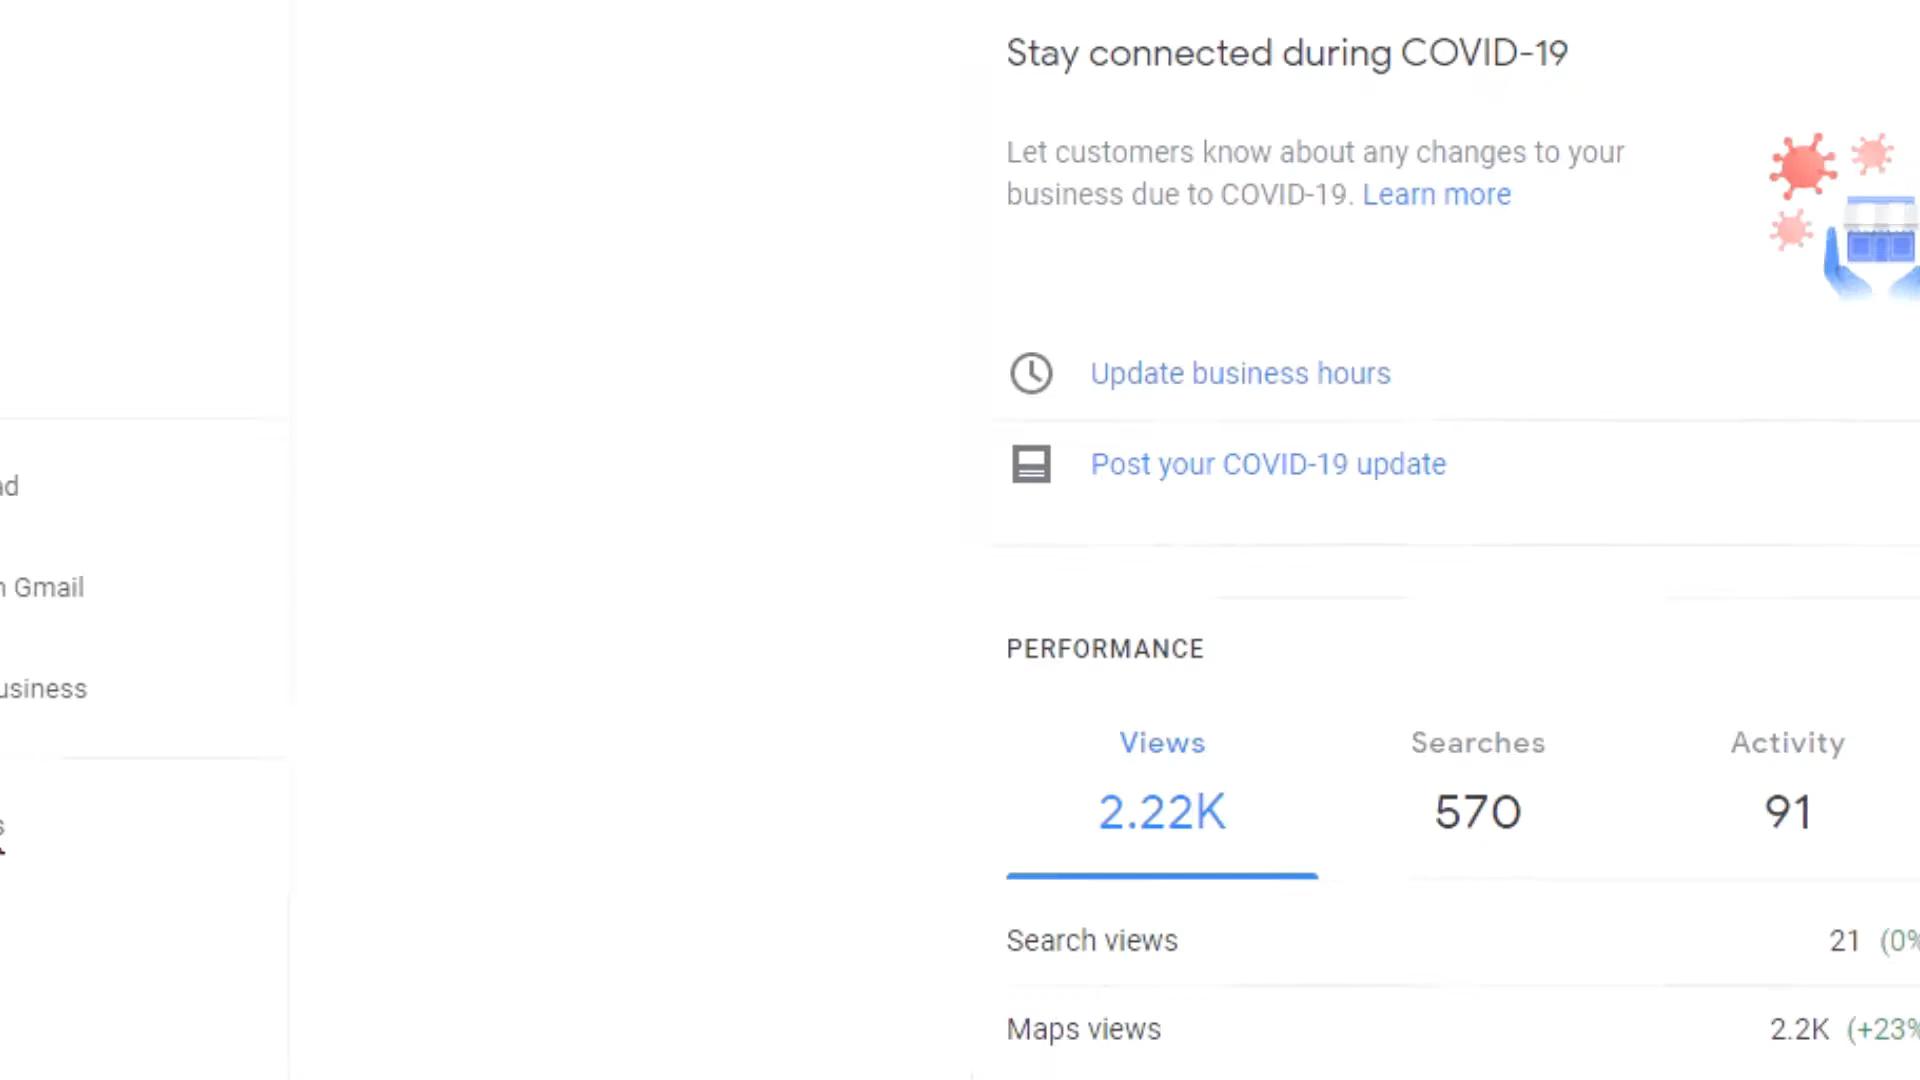 Stay connected during COVID-19
Let customers know about any changes to your
business due to COVID-19. Learn more
Update business hours
Post your COVID-19 update
Gmail
PERFORMANCE
Views
Searches
Activity
2.22K
570
91
Search views
21 (0%
Maps views
2.2K (+23%